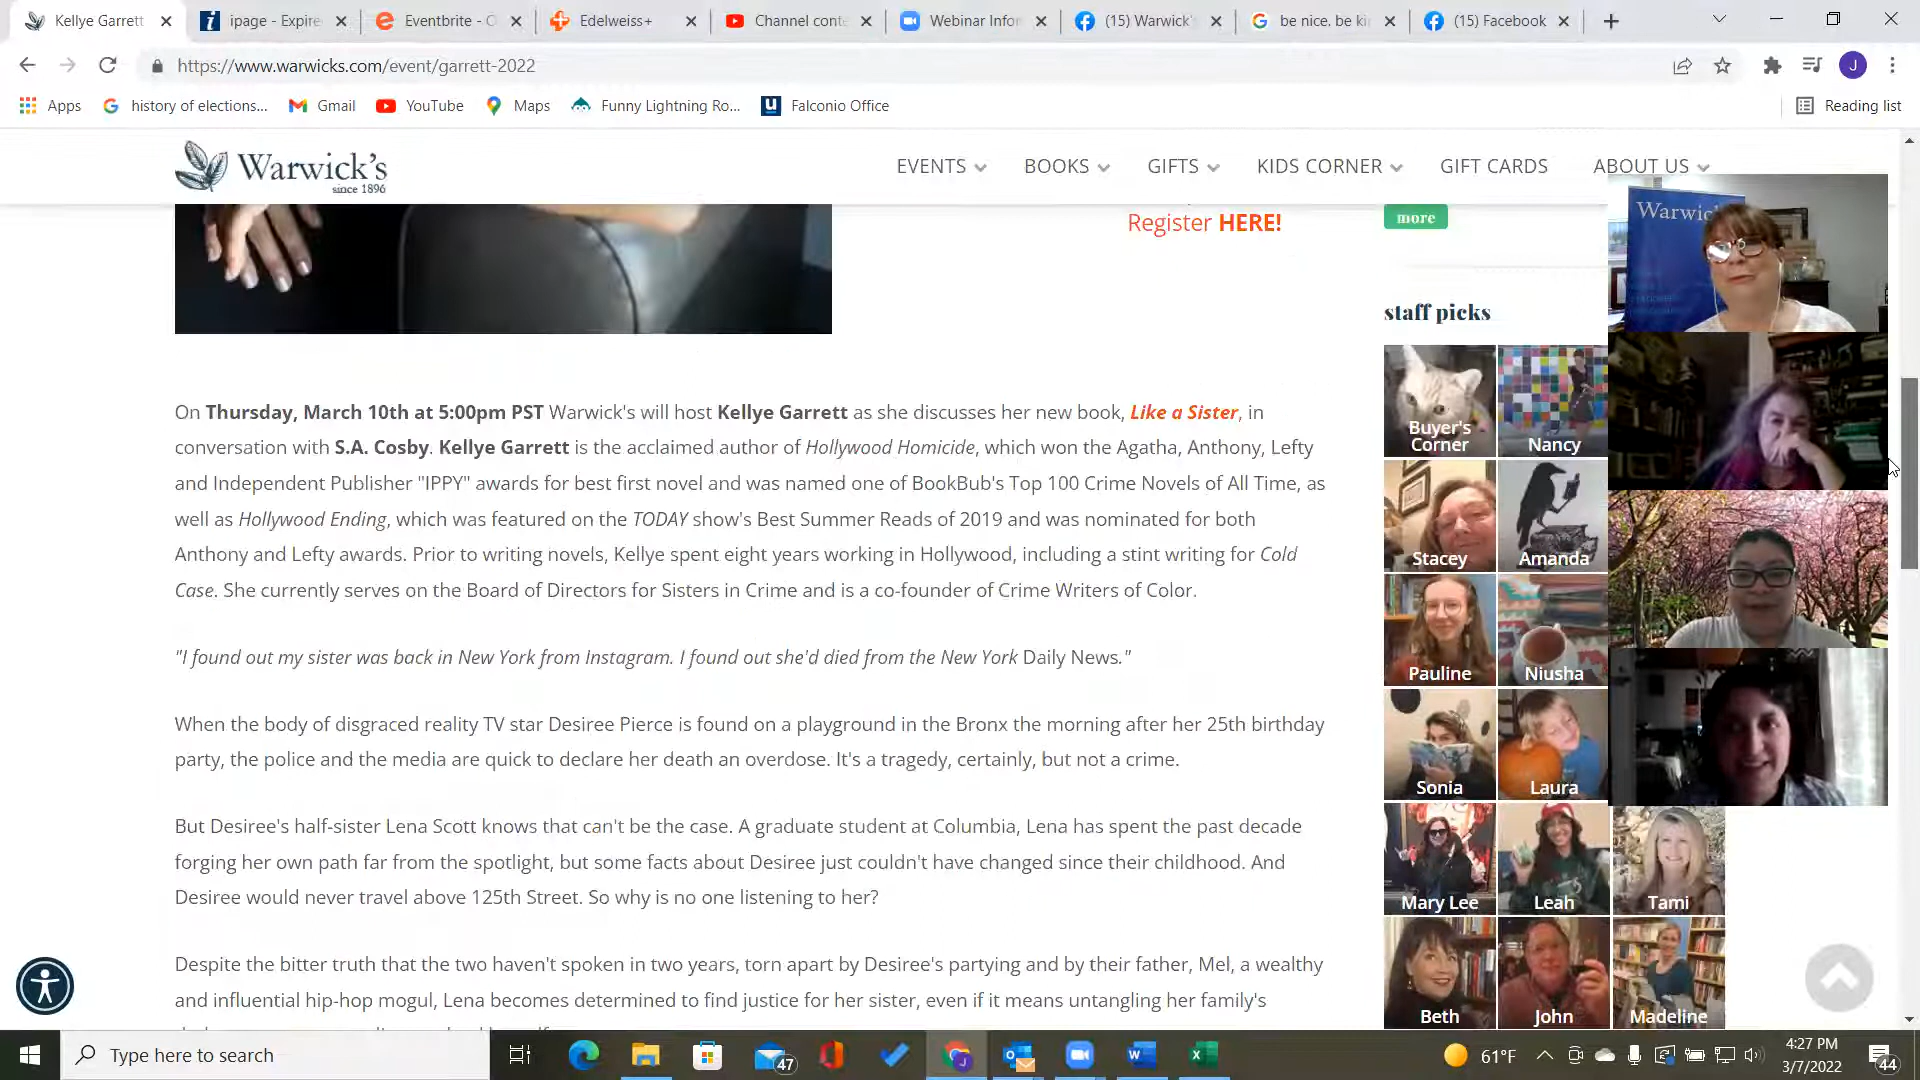 Kellye Garrett
ipage - Expire
Eventbrite - O
Edelweiss+
Channel conte
Webinar Infor
(15) Warwick'
be nice, be ki
(15) Facebook
https://www.warwicks.com/event/garrett-2022
J
Apps
history of elections...
Gmail
YouTube
Maps
Funny Lightning Ro...
Falconio Office
Reading list
Warwick's
since 1896
EVENTS
BOOKS
GIFTS
KIDS CORNER
GIFT CARDS
ABOUT US
Register HERE!
more
staff picks
On Thursday, March 10th at 5:00pm PST Warwick's will host Kellye Garrett as she discusses her new book, Like a Sister, in
conversation with S.A. Cosby. Kellye Garrett is the acclaimed author of Hollywood Homicide, which won the Agatha, Anthony, Lefty
and Independent Publisher "IPPY" awards for best first novel and was named one of BookBub's Top 100 Crime Novels of All Time, as
well as Hollywood Ending, which was featured on the TODAY show's Best Summer Reads of 2019 and was nominated for both
Anthony and Lefty awards. Prior to writing novels, Kellye spent eight years working in Hollywood, including a stint writing for Cold
Case. She currently serves on the Board of Directors for Sisters in Crime and is a co-founder of Crime Writers of Color.
"I found out my sister was back in New York from Instagram. I found out she'd died from the New York Daily News."
When the body of disgraced reality TV star Desiree Pierce is found on a playground in the Bronx the morning after her 25th birthday
party, the police and the media are quick to declare her death an overdose. It's a tragedy, certainly, but not a crime.
But Desiree's half-sister Lena Scott knows that can't be the case. A graduate student at Columbia, Lena has spent the past decade
forging her own path far from the spotlight, but some facts about Desiree just couldn't have changed since their childhood. And
Desiree would never travel above 125th Street. So why is no one listening to her?
Despite the bitter truth that the two haven't spoken in two years, torn apart by Desiree's partying and by their father, Mel, a wealthy
and influential hip-hop mogul, Lena becomes determined to find justice for her sister, even if it means untangling her family's
Buyer's
Corner
Nancy
Stacey
Amanda
Pauline
Niusha
Sonia
Laura
Mary Lee
Leah
Tami
Beth
John
Madeline
Warwick
Type here to search
47
61°F
4:27 PM
3/7/2022
44